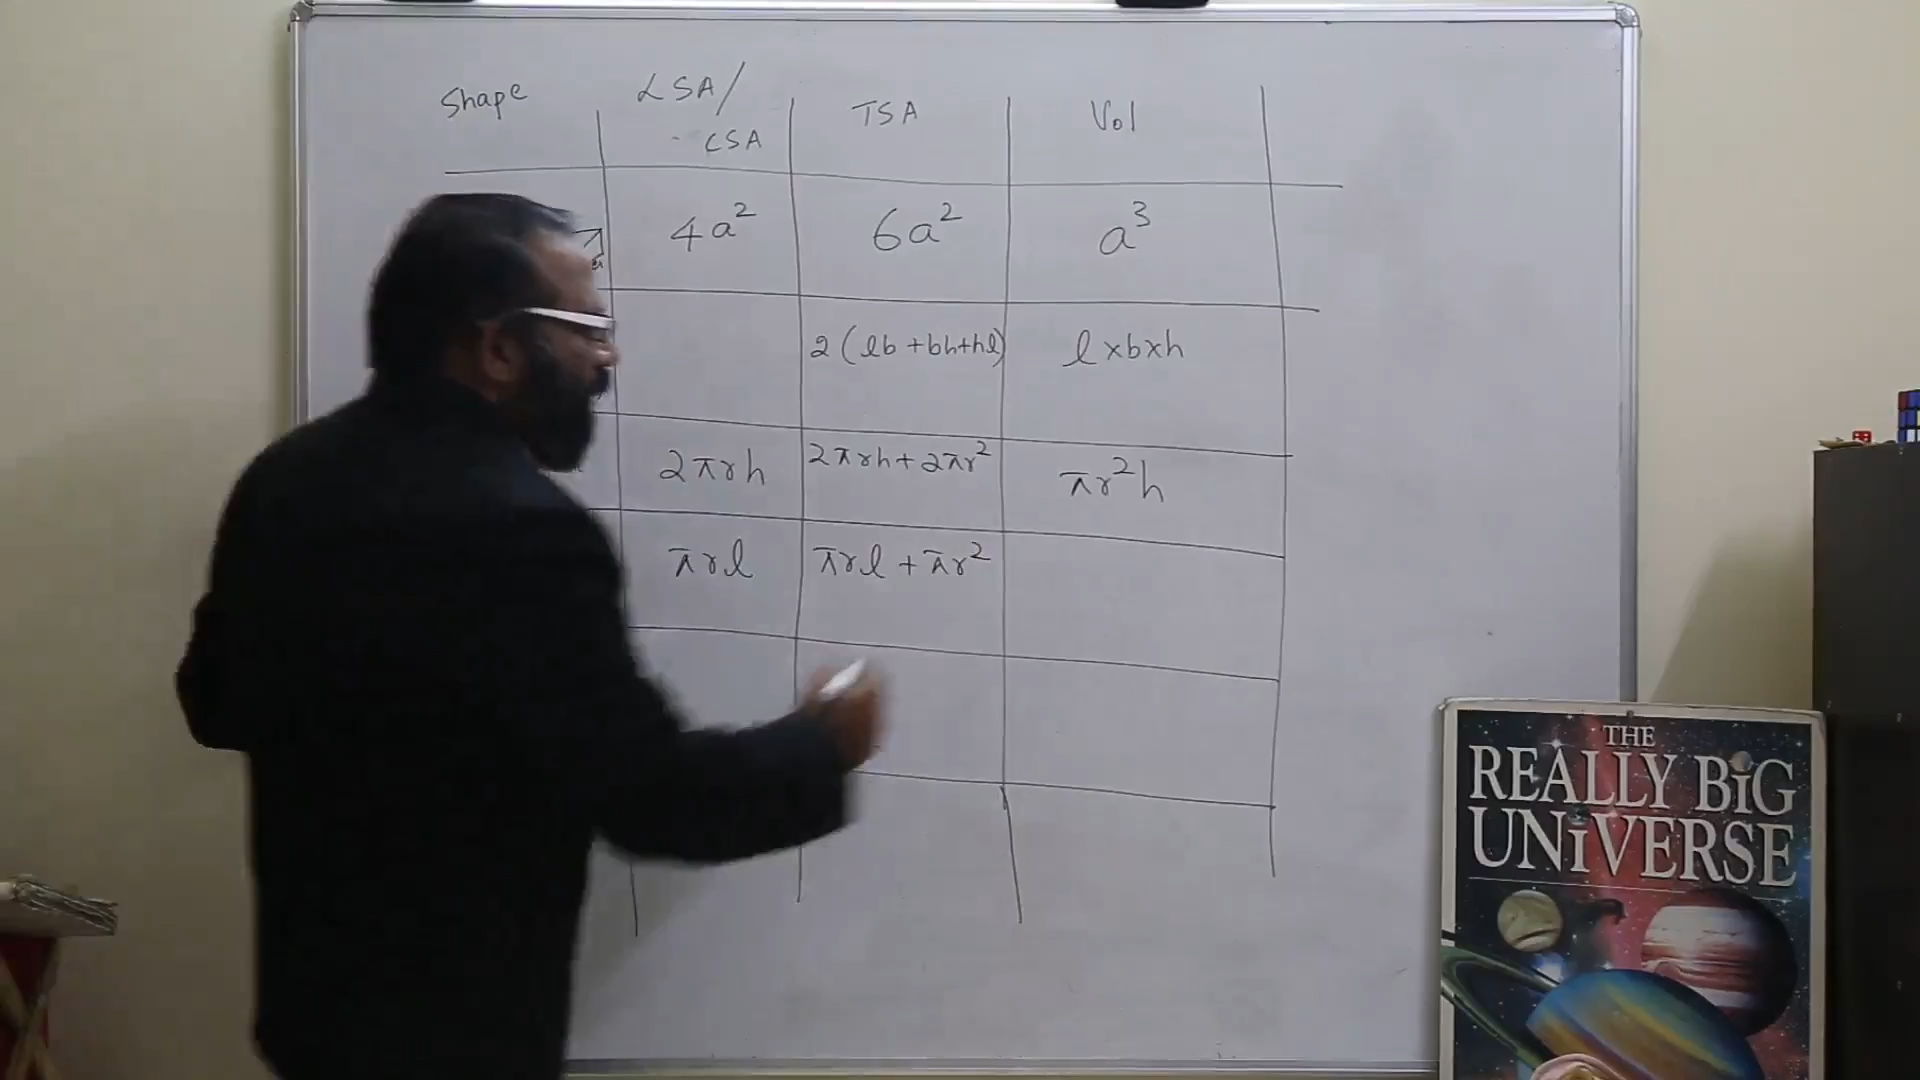 Shape
LSA/
CSA
TSA
Vol
4a²
6a²
a³
2(lb+bh+hl)
l×b×h
2πrh
2πrh+2πr²
πr²h
πrl
πrl+πr²
THE
REALLY BiG
UNiVERSE